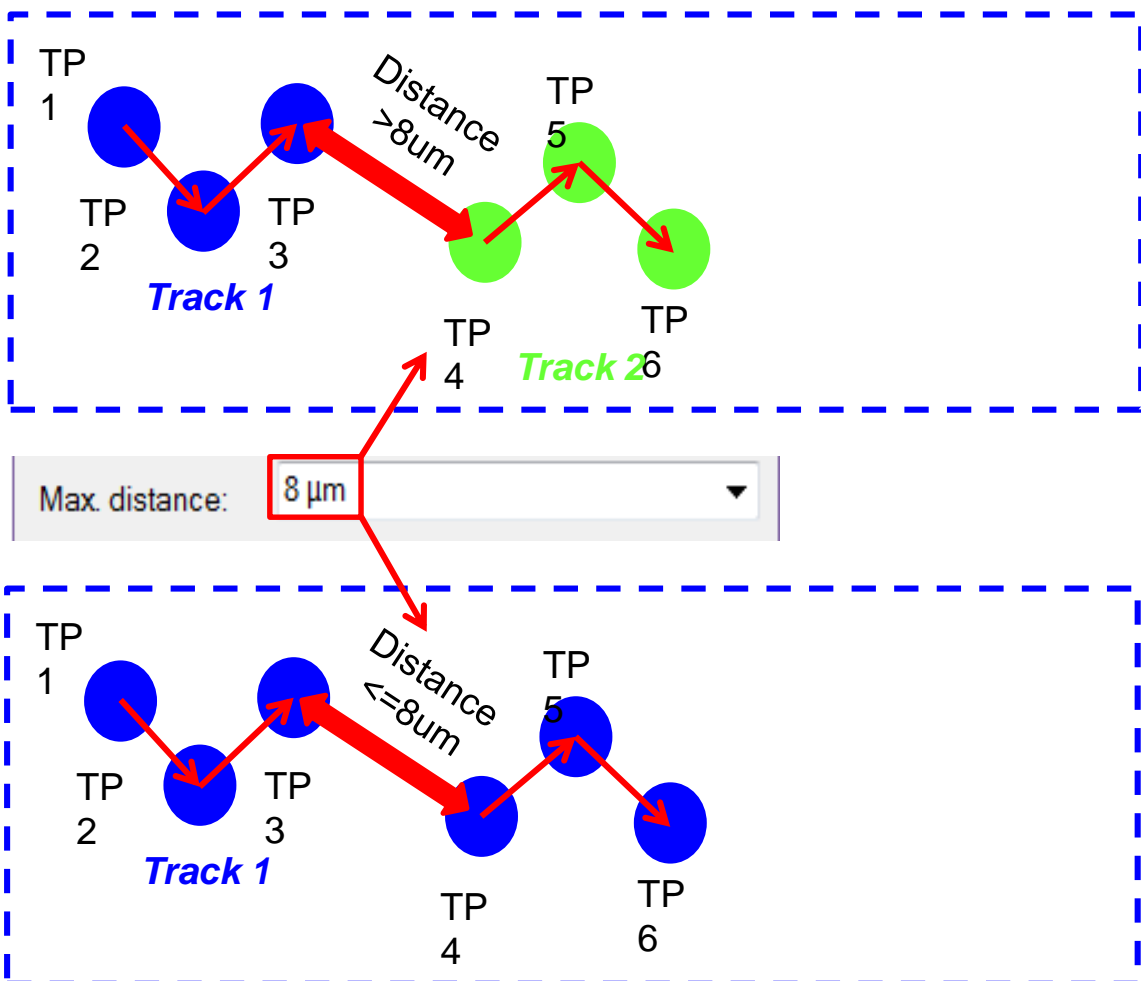 TP
1
TP
2
TP
3
Track 1
Distance
>8um
TP
4
TP
5
TP
6
Track 2
Max. distance:
8 µm
TP
1
TP
2
TP
3
Track 1
Distance
<=8um
TP
4
TP
5
TP
6